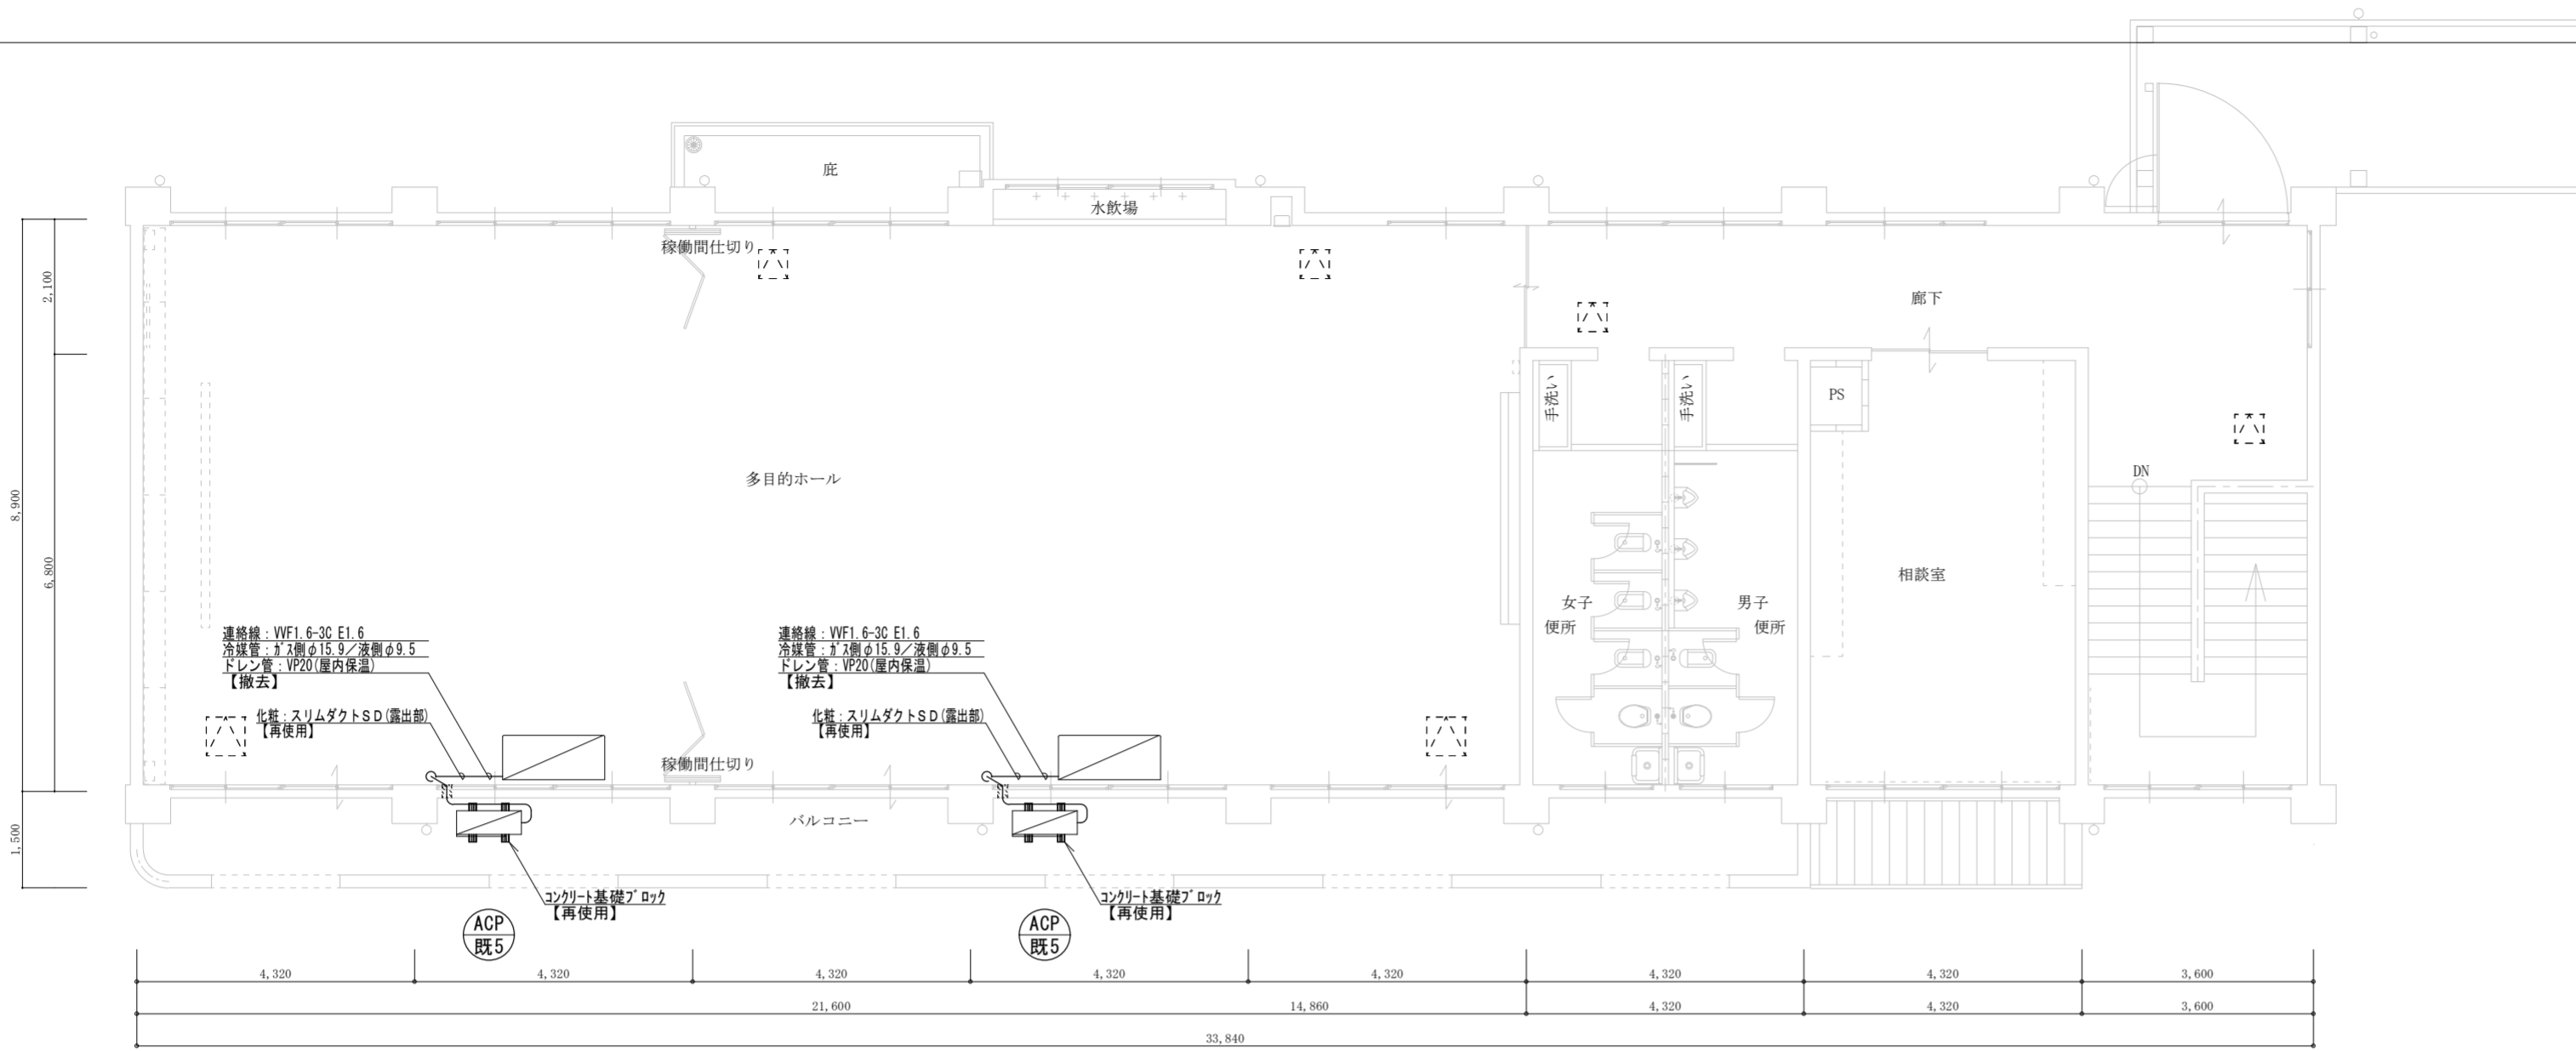 庇
水飲場
稼働間仕切り
2,100
廊下
手洗い
手洗い
PS
DN
多目的ホール
8,900
6,800
相談室
女子
便所
男子
便所
連絡線：VVF1.6-3C E1.6
冷媒管：ｶﾞｽ側φ15.9／液側φ9.5
ドレン管：VP20(屋内保温)
【撤去】
連絡線：VVF1.6-3C E1.6
冷媒管：ｶﾞｽ側φ15.9／液側φ9.5
ドレン管：VP20(屋内保温)
【撤去】
化粧：スリムダクトＳＤ(露出部)
【再使用】
化粧：スリムダクトＳＤ(露出部)
【再使用】
稼働間仕切り
バルコニー
1,500
ｺﾝｸﾘｰﾄ基礎ﾌﾞﾛｯｸ
【再使用】
ｺﾝｸﾘｰﾄ基礎ﾌﾞﾛｯｸ
【再使用】
ACP
既5
ACP
既5
4,320 4,320 4,320 4,320 4,320 4,320 4,320 3,600
21,600 14,860 4,320 4,320 3,600
33,840